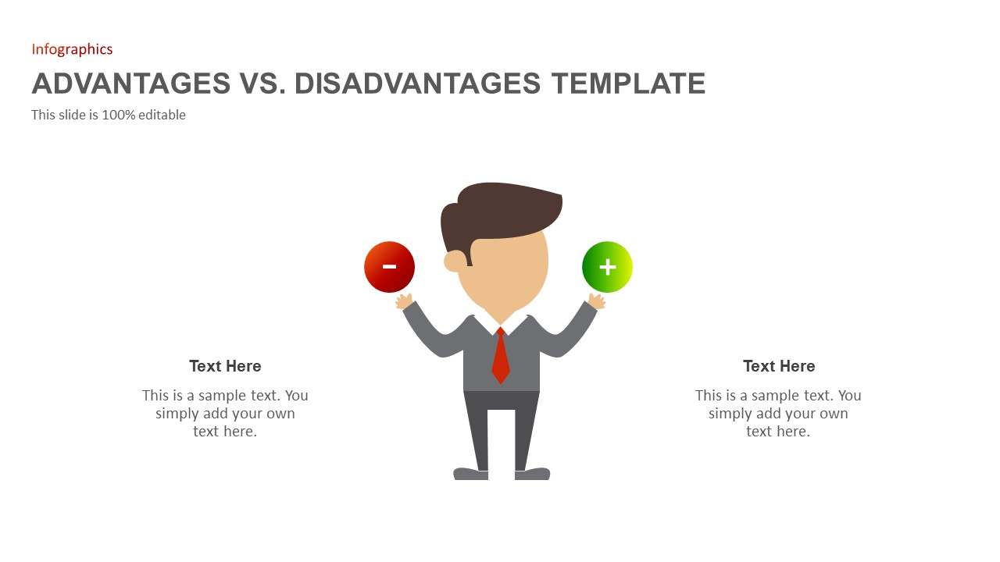 Infographics
ADVANTAGES VS. DISADVANTAGES TEMPLATE
This slide is 100% editable
−
+
Text Here
This is a sample text. You
simply add your own
text here.
Text Here
This is a sample text. You
simply add your own
text here.